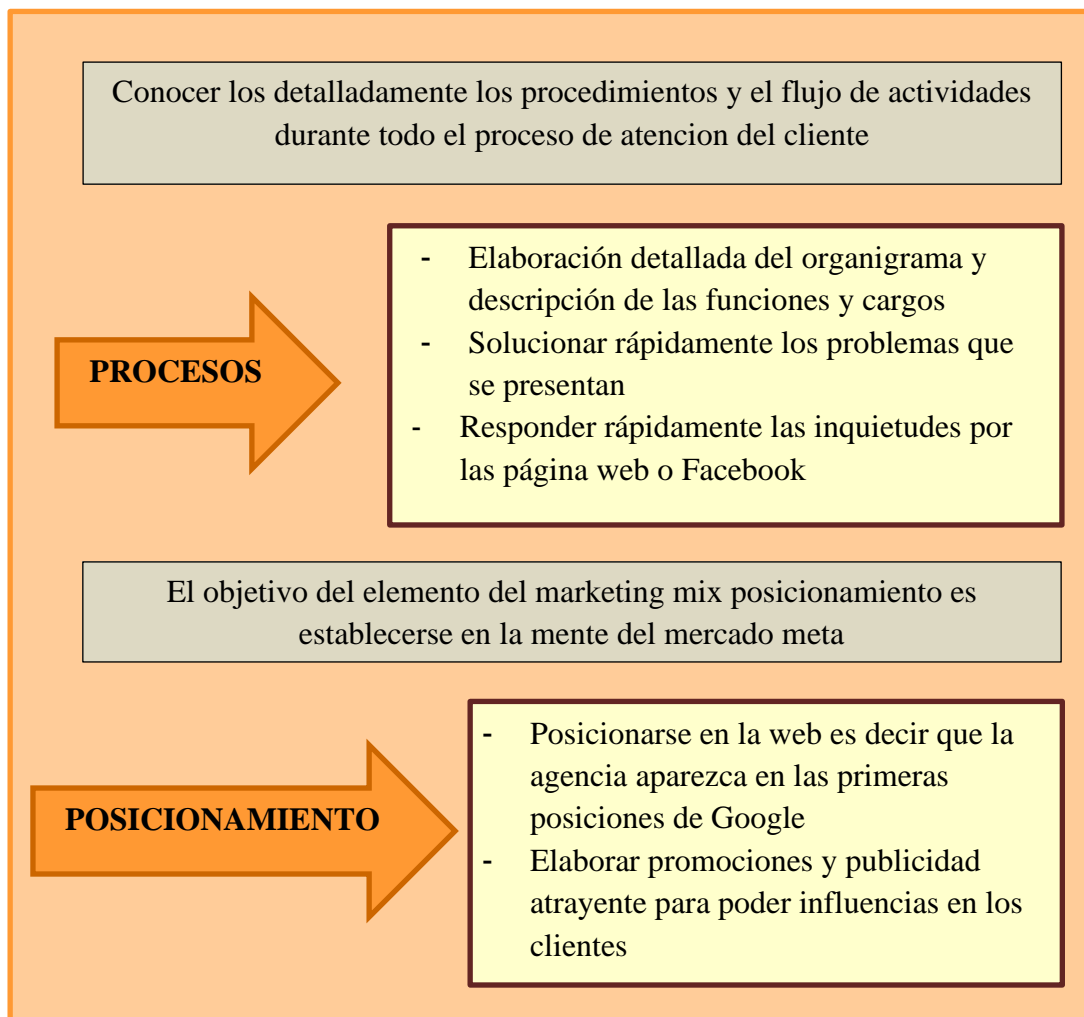 Conocer los detalladamente los procedimientos y el flujo de actividades
durante todo el proceso de atencion del cliente
PROCESOS
- Elaboración detallada del organigrama y
descripción de las funciones y cargos
- Solucionar rápidamente los problemas que
se presentan
- Responder rápidamente las inquietudes por
las página web o Facebook
El objetivo del elemento del marketing mix posicionamiento es
establecerse en la mente del mercado meta
POSICIONAMIENTO
- Posicionarse en la web es decir que la
agencia aparezca en las primeras
posiciones de Google
- Elaborar promociones y publicidad
atrayente para poder influencias en los
clientes